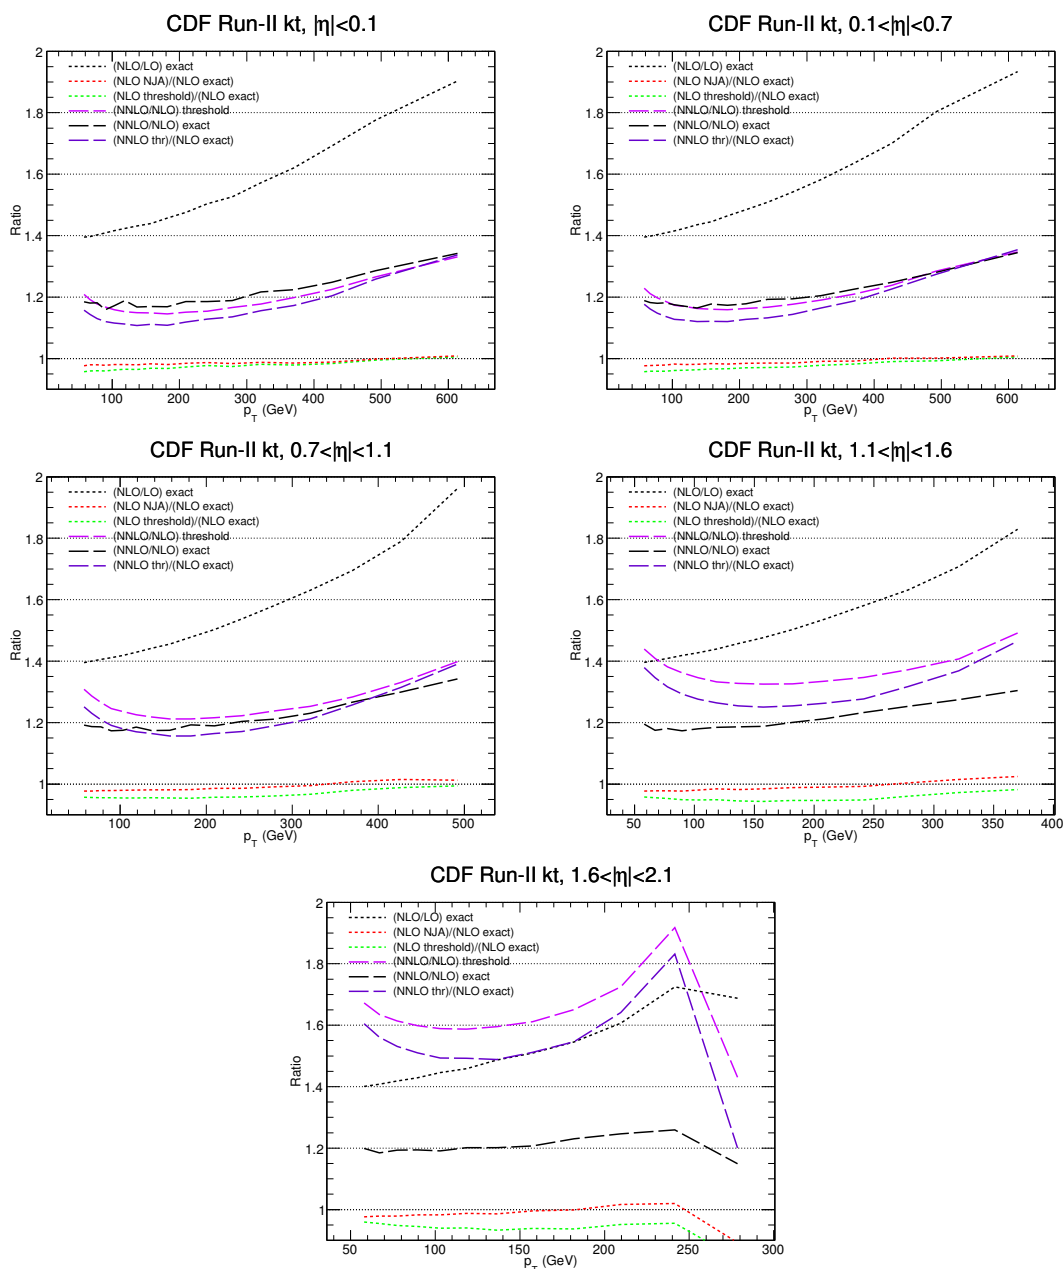 CDF Run-II kt, |η|<0.1
2
(NLO/LO) exact
(NLO NJA)/(NLO exact)
(NLO threshold)/(NLO exact)
(NNLO/NLO) threshold
(NNLO/NLO) exact
(NNLO thr)/(NLO exact)
1.8
1.6
1.4
1.2
1
Ratio
100 200 300 400 500 600
p_T (GeV)
CDF Run-II kt, 0.1<|η|<0.7
2
(NLO/LO) exact
(NLO NJA)/(NLO exact)
(NLO threshold)/(NLO exact)
(NNLO/NLO) threshold
(NNLO/NLO) exact
(NNLO thr)/(NLO exact)
1.8
1.6
1.4
1.2
1
Ratio
100 200 300 400 500 600
p_T (GeV)
CDF Run-II kt, 0.7<|η|<1.1
2
(NLO/LO) exact
(NLO NJA)/(NLO exact)
(NLO threshold)/(NLO exact)
(NNLO/NLO) threshold
(NNLO/NLO) exact
(NNLO thr)/(NLO exact)
1.8
1.6
1.4
1.2
1
Ratio
100 200 300 400 500
p_T (GeV)
CDF Run-II kt, 1.1<|η|<1.6
2
(NLO/LO) exact
(NLO NJA)/(NLO exact)
(NLO threshold)/(NLO exact)
(NNLO/NLO) threshold
(NNLO/NLO) exact
(NNLO thr)/(NLO exact)
1.8
1.6
1.4
1.2
1
Ratio
50 100 150 200 250 300 350 400
p_T (GeV)
CDF Run-II kt, 1.6<|η|<2.1
2
(NLO/LO) exact
(NLO NJA)/(NLO exact)
(NLO threshold)/(NLO exact)
(NNLO/NLO) threshold
(NNLO/NLO) exact
(NNLO thr)/(NLO exact)
1.8
1.6
1.4
1.2
1
Ratio
50 100 150 200 250 300
p_T (GeV)